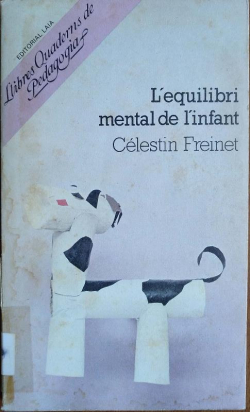 EDITORIAL LAIA
Llibres Quaderns de
Pedagogia
L'equilibri
mental de l'infant
Célestin Freinet